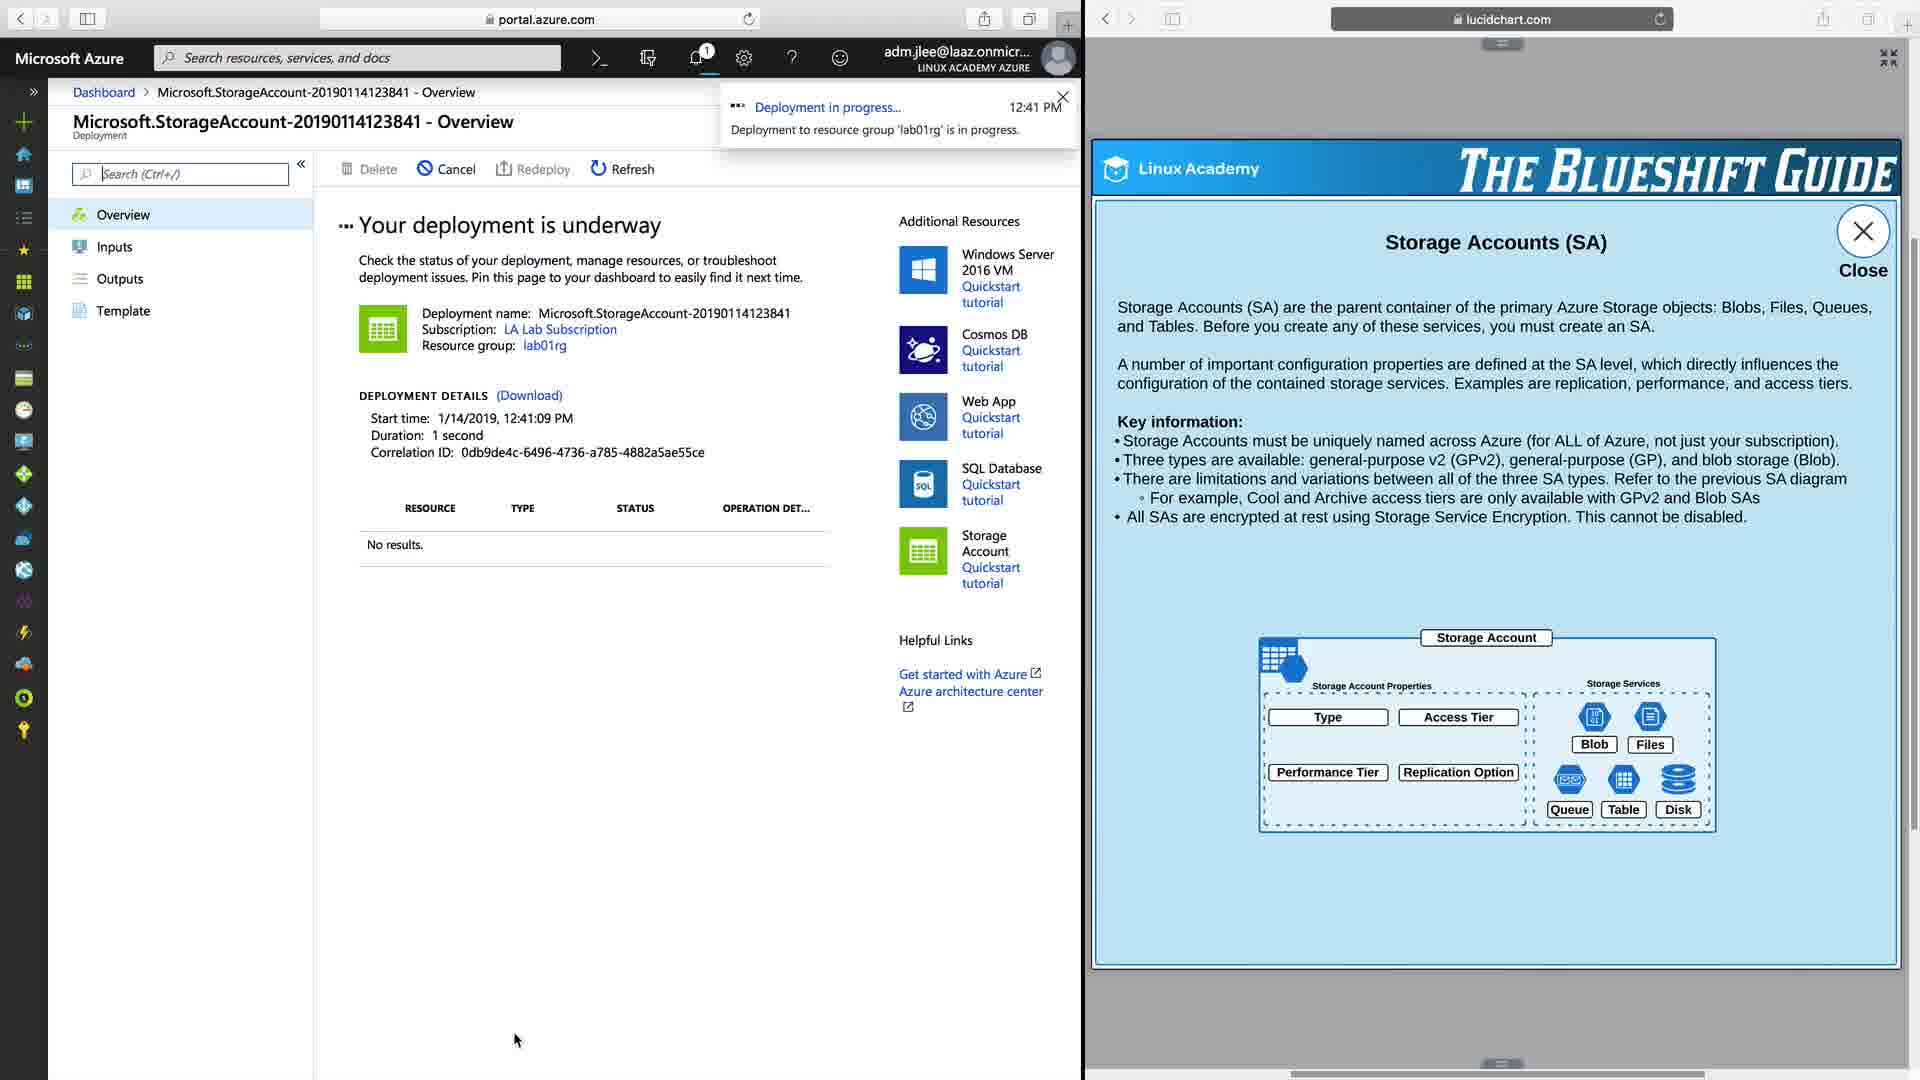 portal.azure.com
Microsoft Azure
Search resources, services, and docs
1
adm.jlee@laaz.onmicr...
LINUX ACADEMY AZURE
Dashboard > Microsoft.StorageAccount-20190114123841 - Overview
Microsoft.StorageAccount-20190114123841 - Overview
Deployment
Deployment in progress...
12:41 PM
Deployment to resource group 'lab01rg' is in progress.
Search (Ctrl+/)
Overview
Inputs
Outputs
Template
Delete
Cancel
Redeploy
Refresh
Your deployment is underway
Check the status of your deployment, manage resources, or troubleshoot
deployment issues. Pin this page to your dashboard to easily find it next time.
Deployment name: Microsoft.StorageAccount-20190114123841
Subscription: LA Lab Subscription
Resource group: lab01rg
DEPLOYMENT DETAILS (Download)
Start time: 1/14/2019, 12:41:09 PM
Duration: 1 second
Correlation ID: 0db9de4c-6496-4736-a785-4882a5ae55ce
RESOURCE TYPE STATUS OPERATION DET...
No results.
Additional Resources
Windows Server
2016 VM
Quickstart
tutorial
Cosmos DB
Quickstart
tutorial
Web App
Quickstart
tutorial
SQL
SQL Database
Quickstart
tutorial
Storage
Account
Quickstart
tutorial
Helpful Links
Get started with Azure
Azure architecture center
lucidchart.com
Linux Academy
THE BLUESHIFT GUIDE
Storage Accounts (SA)
Close
Storage Accounts (SA) are the parent container of the primary Azure Storage objects: Blobs, Files, Queues,
and Tables. Before you create any of these services, you must create an SA.
A number of important configuration properties are defined at the SA level, which directly influences the
configuration of the contained storage services. Examples are replication, performance, and access tiers.
Key information:
• Storage Accounts must be uniquely named across Azure (for ALL of Azure, not just your subscription).
• Three types are available: general-purpose v2 (GPv2), general-purpose (GP), and blob storage (Blob).
• There are limitations and variations between all of the three SA types. Refer to the previous SA diagram
◦ For example, Cool and Archive access tiers are only available with GPv2 and Blob SAs
• All SAs are encrypted at rest using Storage Service Encryption. This cannot be disabled.
Storage Account
Storage Account Properties
Type
Access Tier
Performance Tier
Replication Option
Storage Services
Blob
Files
Queue
Table
Disk